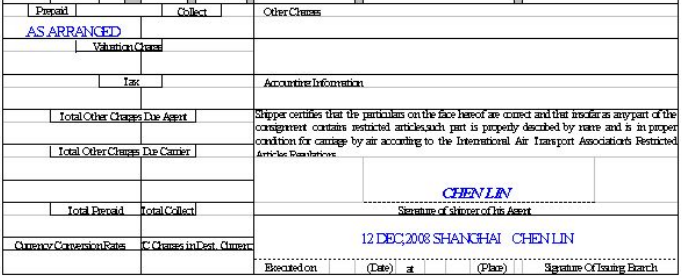 Prepaid Collect Other Charges
AS ARRANGED
Valuation Charge
Tax Accounting Information
Total Other Charges Due Agent
Shipper certifies that the particulars on the face hereof are correct and that insofar as any part of the
consignment contains restricted articles,such part is properly described by name and is in proper
condition for carriage by air according to the International Air Transport Association's Restricted
Articles Regulations.
Total Other Charges Due Carrier
CHEN LIN
Total Prepaid Total Collect Signature of shipper of his Agent
12 DEC,2008 SHANGHAI CHEN LIN
Currency Conversion Rates C Charges in Dest. Currenc
Executed on (Date) at (Place) Signature Of Issuing Branch